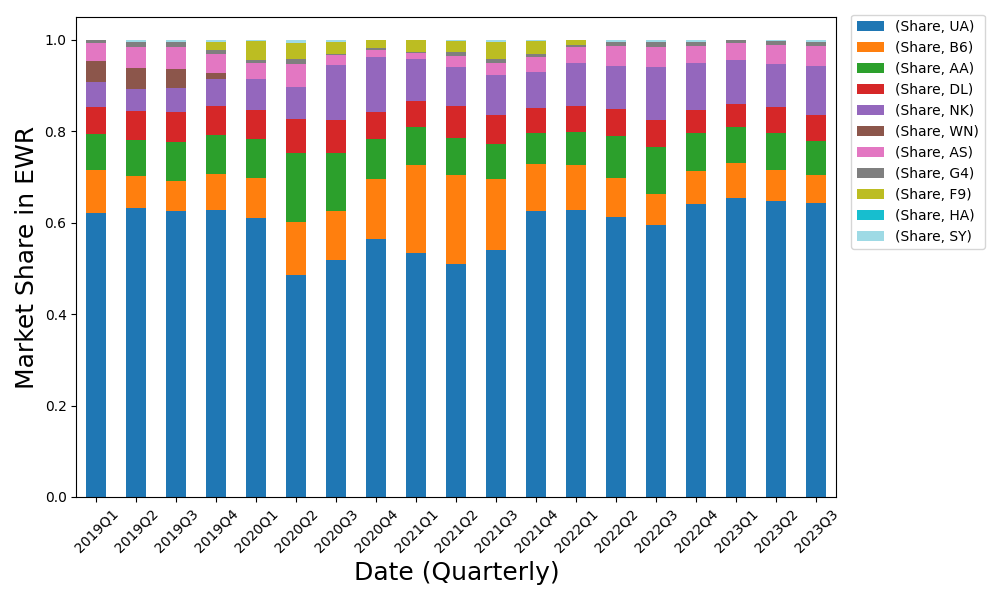 Market Share in EWR
1.0
0.8
0.6
0.4
0.2
0.0
2019Q1
2019Q2
2019Q3
2019Q4
2020Q1
2020Q2
2020Q3
2020Q4
2021Q1
2021Q2
2021Q3
2021Q4
2022Q1
2022Q2
2022Q3
2022Q4
2023Q1
2023Q2
2023Q3
Date (Quarterly)
(Share, UA)
(Share, B6)
(Share, AA)
(Share, DL)
(Share, NK)
(Share, WN)
(Share, AS)
(Share, G4)
(Share, F9)
(Share, HA)
(Share, SY)